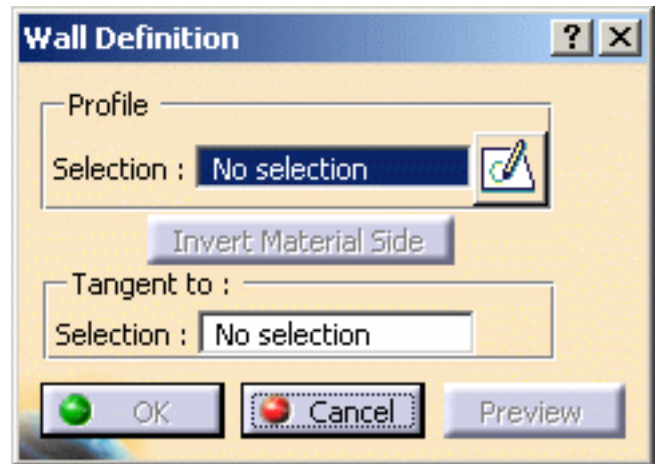 Wall Definition
Profile
Selection : No selection
Invert Material Side
Tangent to :
Selection : No selection
OK Cancel Preview